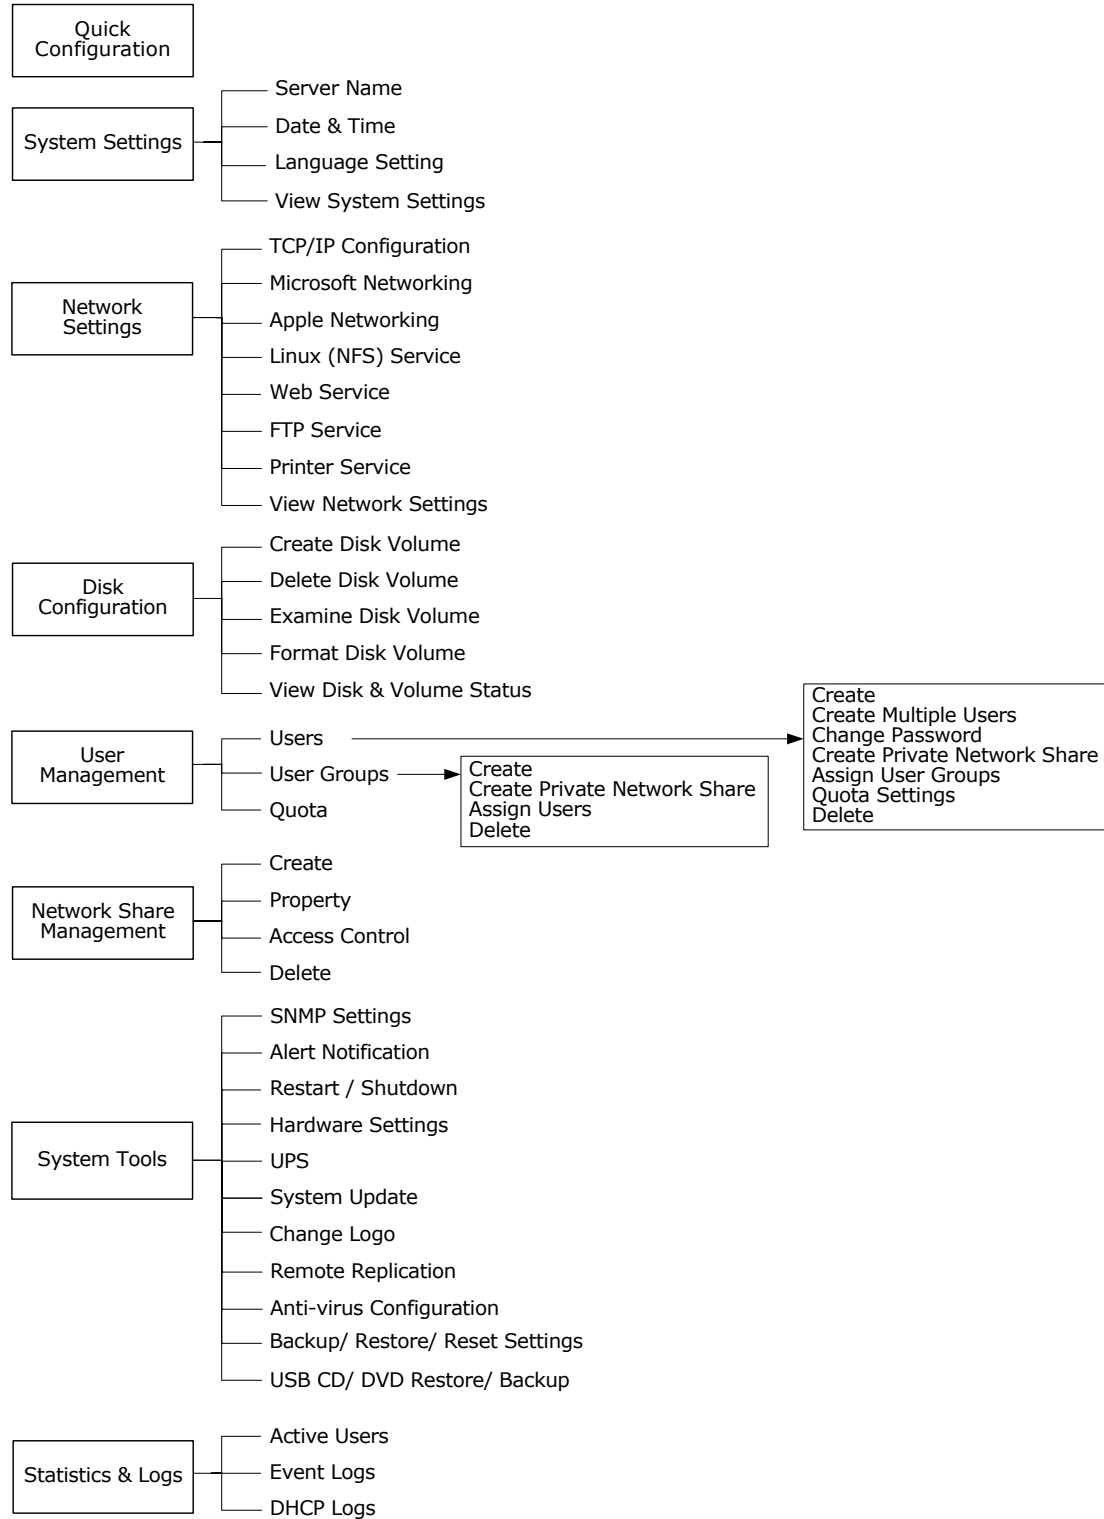 Quick
Configuration
System Settings
Server Name
Date & Time
Language Setting
View System Settings
Network
Settings
TCP/IP Configuration
Microsoft Networking
Apple Networking
Linux (NFS) Service
Web Service
FTP Service
Printer Service
View Network Settings
Disk
Configuration
Create Disk Volume
Delete Disk Volume
Examine Disk Volume
Format Disk Volume
View Disk & Volume Status
User
Management
Users
User Groups
Quota
Create
Create Private Network Share
Assign Users
Delete
Create
Create Multiple Users
Change Password
Create Private Network Share
Assign User Groups
Quota Settings
Delete
Network Share
Management
Create
Property
Access Control
Delete
System Tools
SNMP Settings
Alert Notification
Restart / Shutdown
Hardware Settings
UPS
System Update
Change Logo
Remote Replication
Anti-virus Configuration
Backup/ Restore/ Reset Settings
USB CD/ DVD Restore/ Backup
Statistics & Logs
Active Users
Event Logs
DHCP Logs